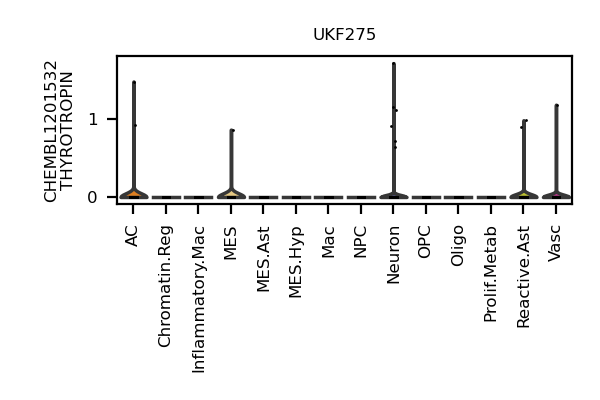 UKF275
CHEMBL1201532
THYROTROPIN
1
0
AC
Chromatin.Reg
Inflammatory.Mac
MES
MES.Ast
MES.Hyp
Mac
NPC
Neuron
OPC
Oligo
Prolif.Metab
Reactive.Ast
Vasc